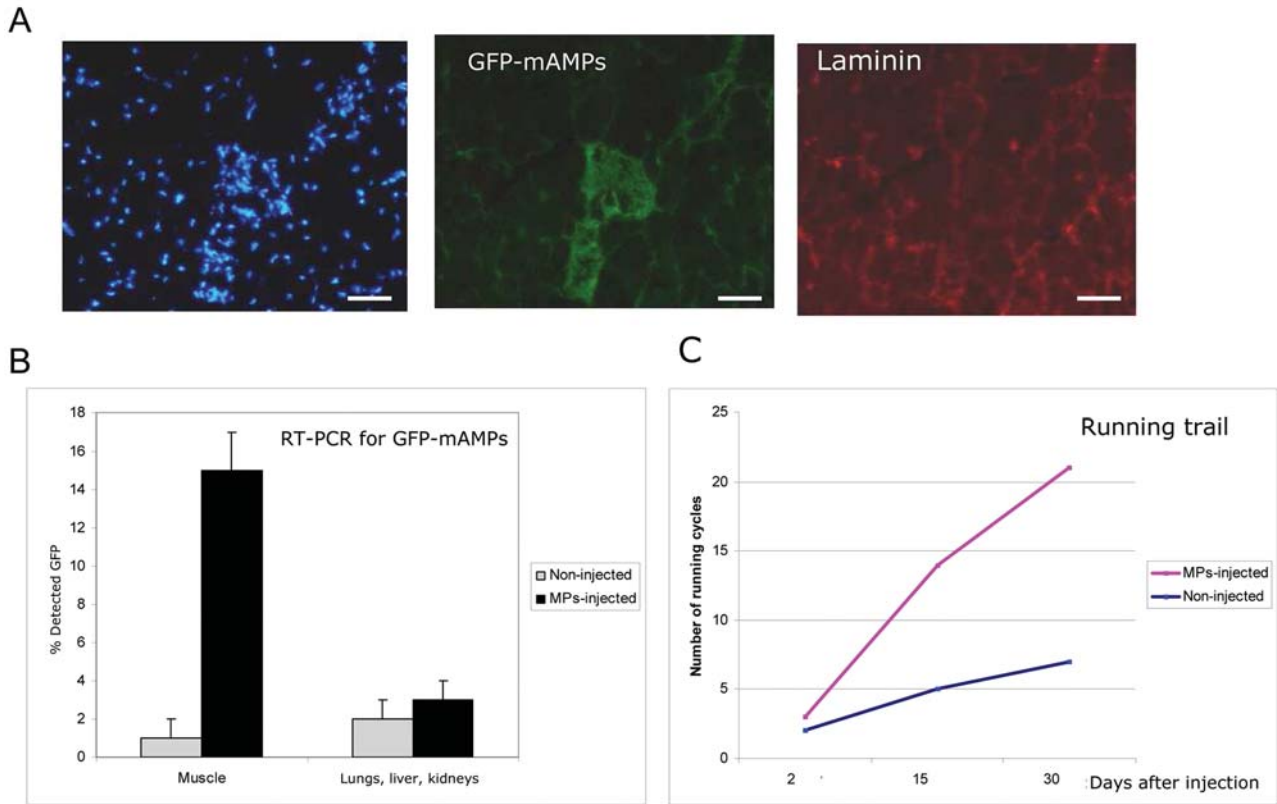 A
GFP-mAMPs
Laminin
B
18
16
14
12
10
8
6
4
2
0
% Detected GFP
RT-PCR for GFP-mAMPs
Non-injected
MPs-injected
Muscle
Lungs, liver, kidneys
C
25
20
15
10
5
0
Number of running cycles
Running trail
MPs-injected
Non-injected
2 15 30 :Days after injection